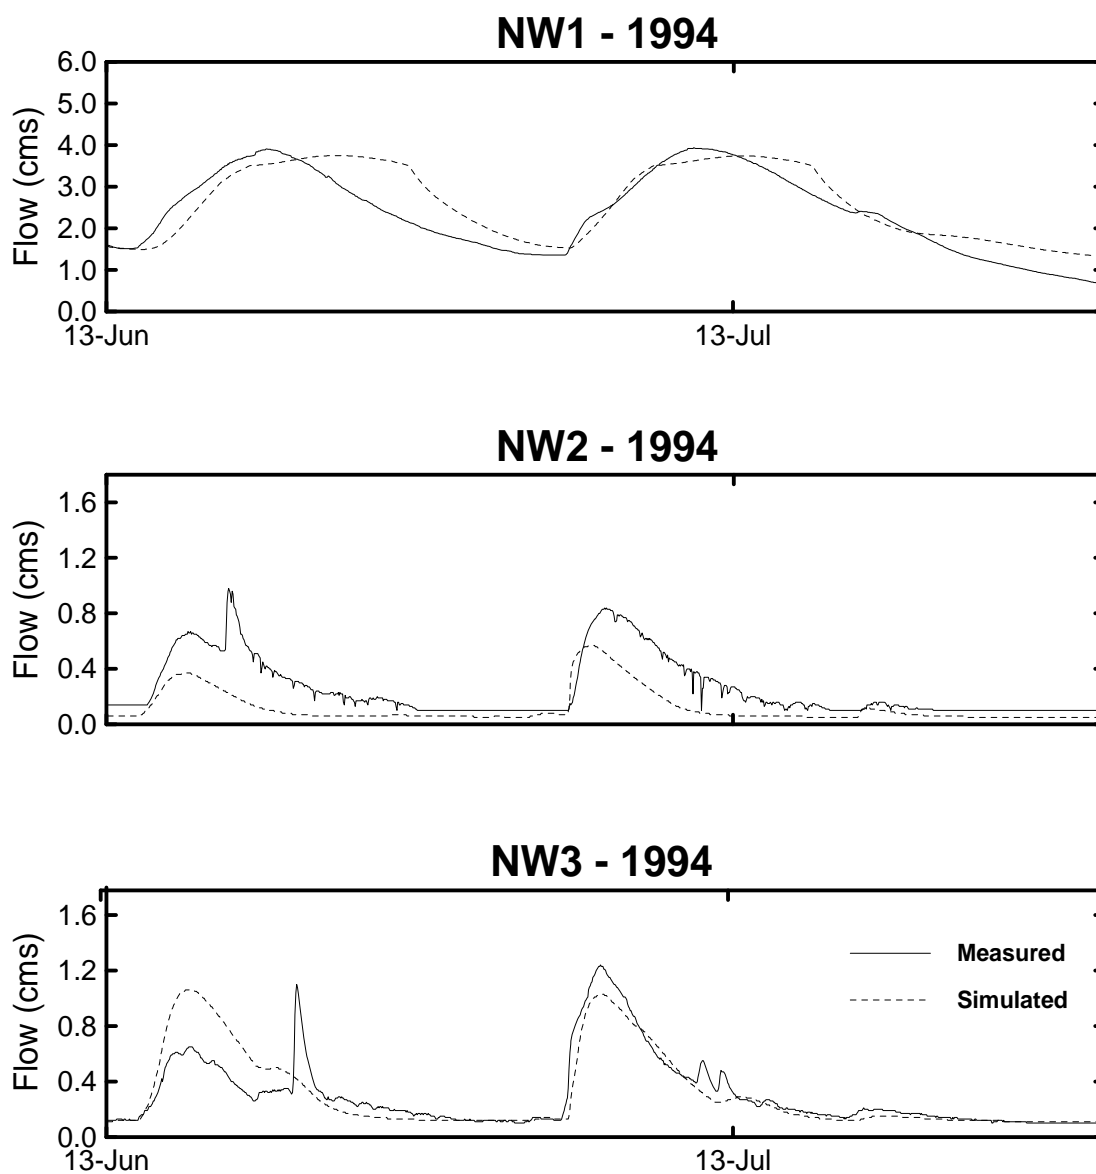 NW1 - 1994
Flow (cms)
6.0
5.0
4.0
3.0
2.0
1.0
0.0
13-Jun 13-Jul
NW2 - 1994
Flow (cms)
1.6
1.2
0.8
0.4
0.0
NW3 - 1994
Flow (cms)
1.6
1.2
0.8
0.4
0.0
Measured
Simulated
13-Jun 13-Jul